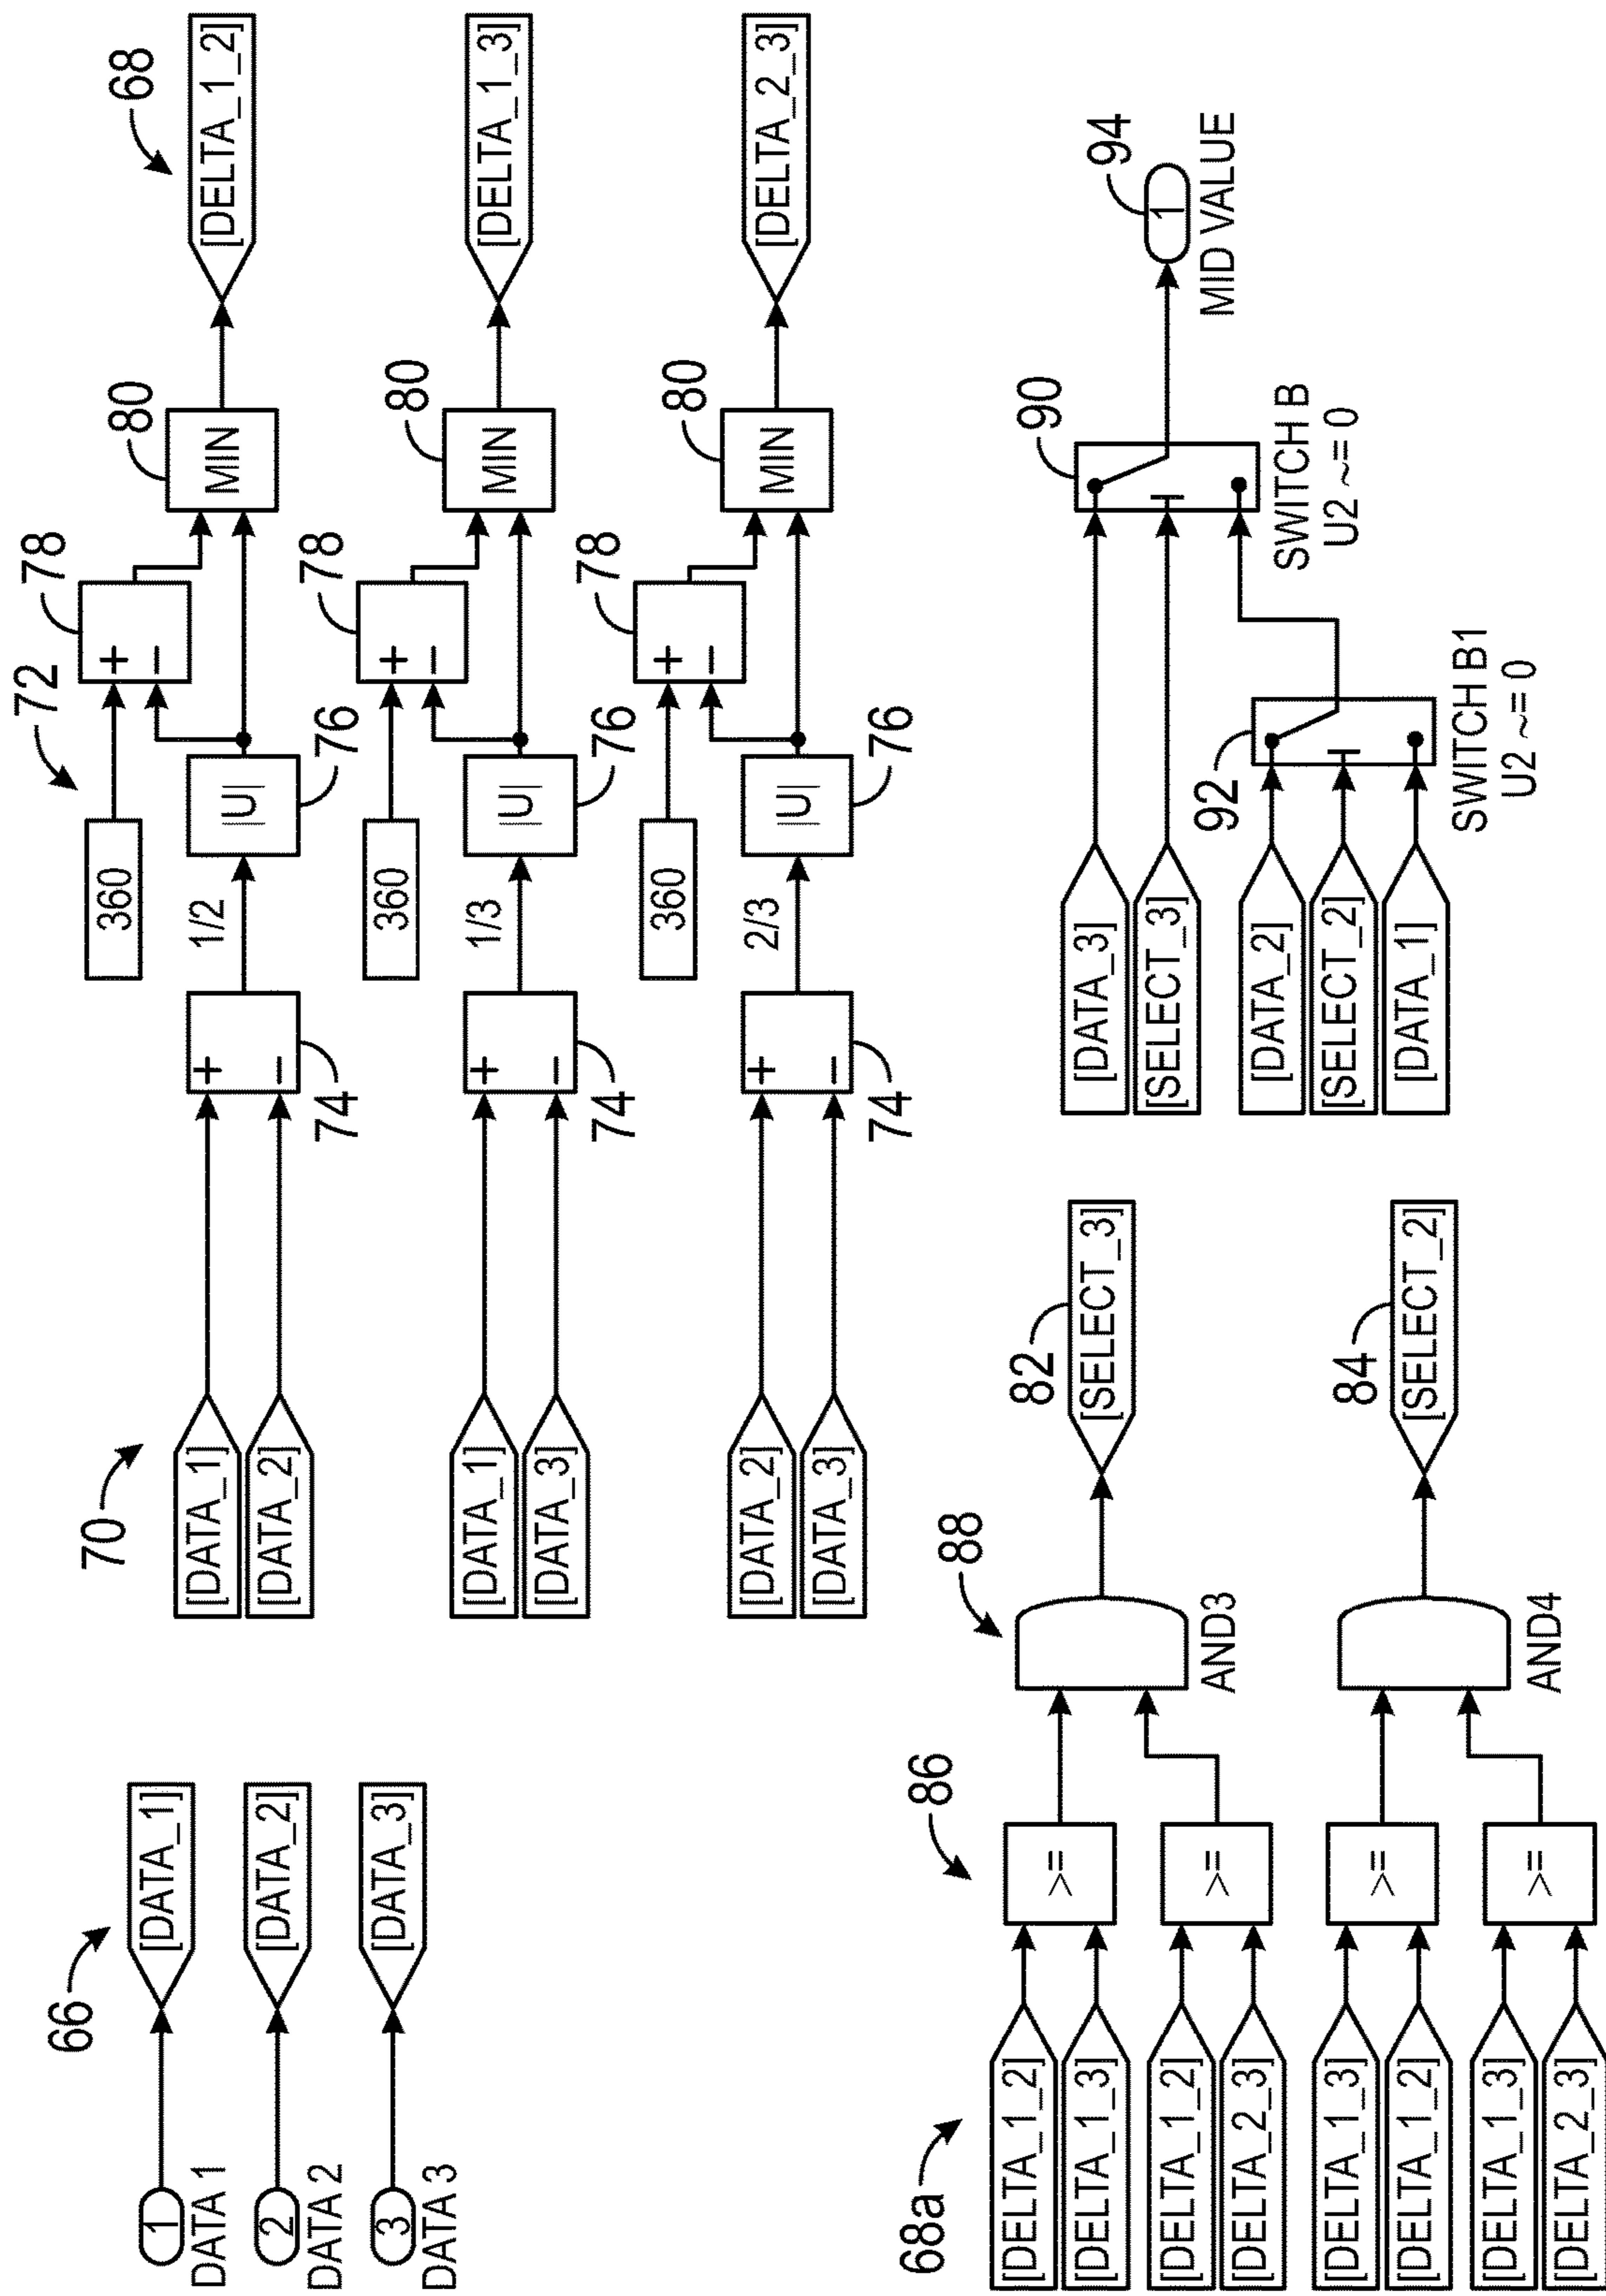 66
1
DATA 1
[DATA_1]
2
DATA 2
[DATA_2]
3
DATA 3
[DATA_3]
70
72
68
[DATA_1]
[DATA_2]
+
−
74
1/2
360
|U|
76
+
−
78
MIN
80
[DELTA_1_2]
[DATA_1]
[DATA_3]
+
−
74
1/3
360
|U|
76
+
−
78
MIN
80
[DELTA_1_3]
[DATA_2]
[DATA_3]
+
−
74
2/3
360
|U|
76
+
−
78
MIN
80
[DELTA_2_3]
68a
86
88
[DELTA_1_2]
[DELTA_1_3]
>=
[DELTA_1_2]
[DELTA_2_3]
>=
AND3
82
[SELECT_3]
[DELTA_1_3]
[DELTA_1_2]
>=
[DELTA_1_3]
[DELTA_2_3]
>=
AND4
84
[SELECT_2]
[DATA_3]
[SELECT_3]
[DATA_2]
[SELECT_2]
[DATA_1]
92
SWITCH B1
U2 ~= 0
90
SWITCH B
U2 ~= 0
94
1
MID VALUE